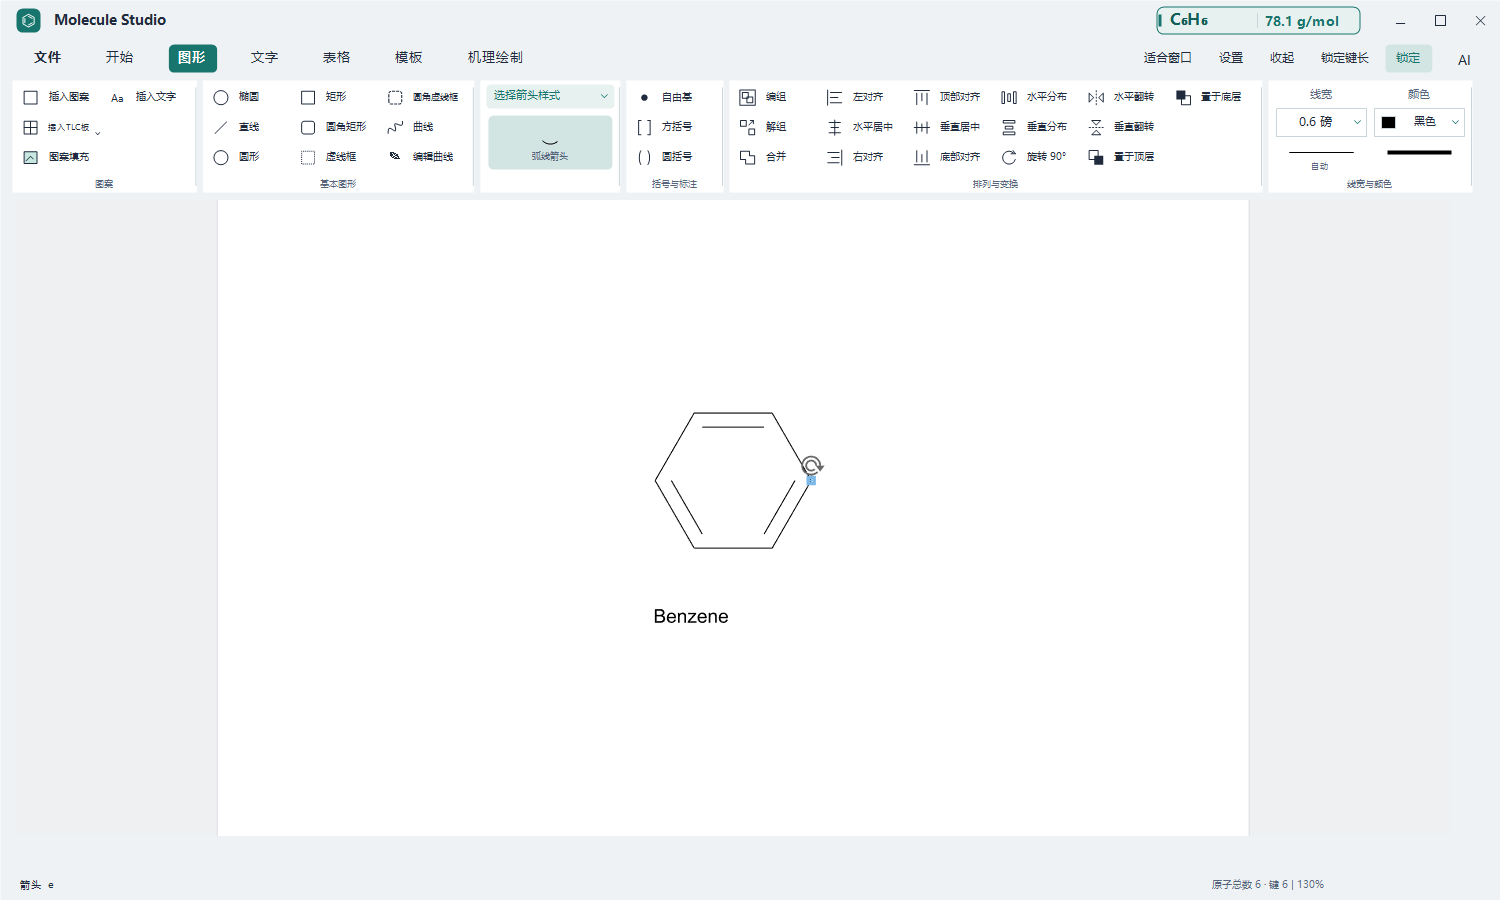 Molecule Studio
C₆H₆ 78.1 g/mol
文件 开始 图形 文字 表格 模板 机理绘制 适合窗口 设置 收起 锁定键长 锁定 AI
插入图案 Aa 插入文字
插入TLC板
图案填充
图案
椭圆 矩形 圆角虚线框
直线 圆角矩形 曲线
圆形 虚线框 编辑曲线
基本图形
选择箭头样式
弧线箭头
自由基
[ ] 方括号
( ) 圆括号
括号与标注
编组 左对齐 顶部对齐 水平分布 水平翻转 置于底层
解组 水平居中 垂直居中 垂直分布 垂直翻转
合并 右对齐 底部对齐 旋转 90° 置于顶层
排列与变换
线宽 颜色
0.6 磅 黑色
自动
线宽与颜色
Benzene
箭头 e
原子总数 6 · 键 6 | 130%